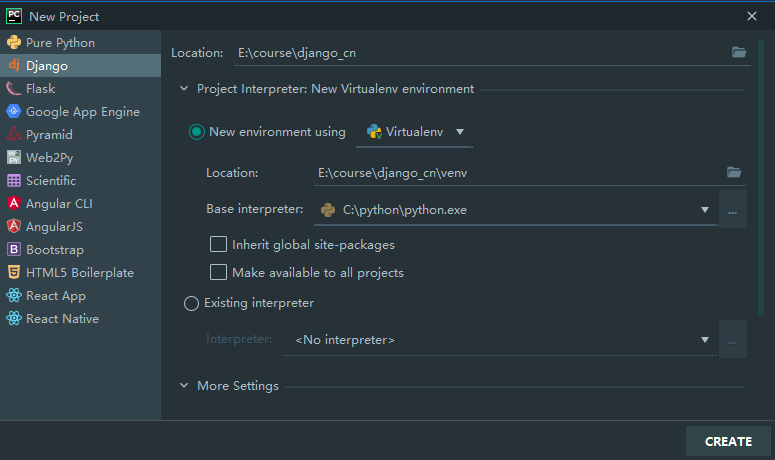 New Project
Pure Python
Django
Flask
Google App Engine
Pyramid
Web2Py
Scientific
Angular CLI
AngularJS
Bootstrap
HTML5 Boilerplate
React App
React Native
Location: E:\course\django_cn
Project Interpreter: New Virtualenv environment
New environment using Virtualenv
Location: E:\course\django_cn\venv
Base interpreter: C:\python\python.exe ...
Inherit global site-packages
Make available to all projects
Existing interpreter
Interpreter: <No interpreter> ...
More Settings
CREATE